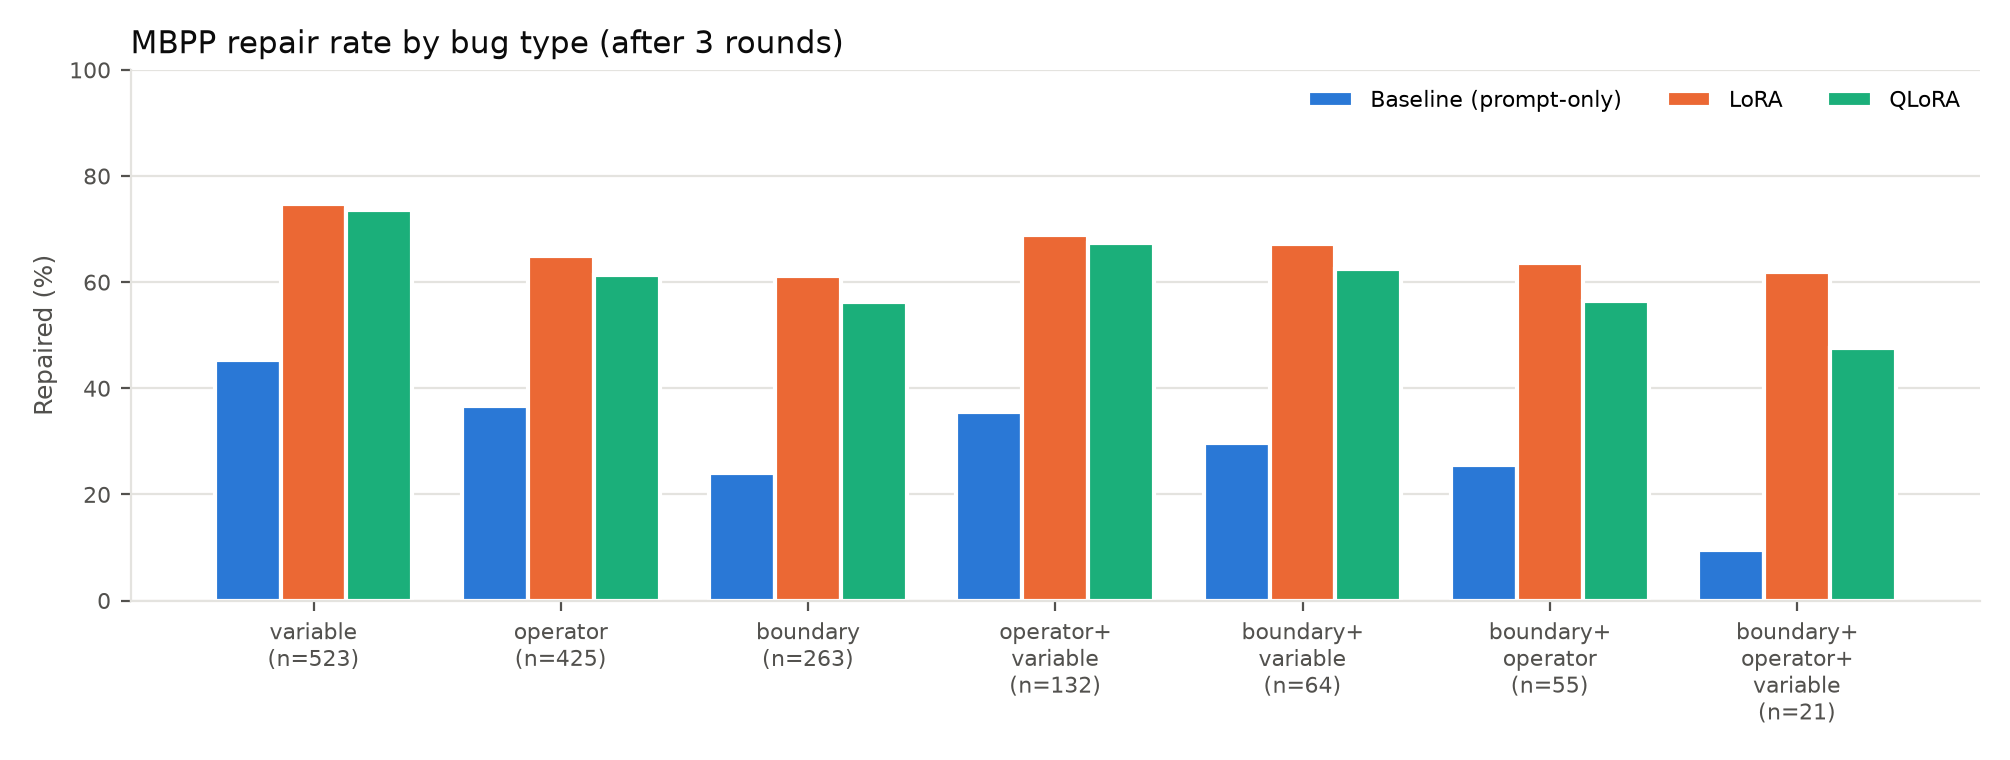 MBPP repair rate by bug type (after 3 rounds)
Baseline (prompt-only)
LoRA
QLoRA
Repaired (%)
100
80
60
40
20
0
variable
(n=523)
operator
(n=425)
boundary
(n=263)
operator+
variable
(n=132)
boundary+
variable
(n=64)
boundary+
operator
(n=55)
boundary+
operator+
variable
(n=21)